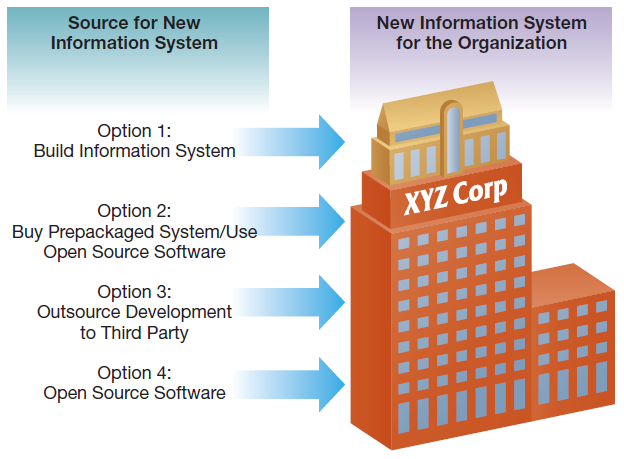 Source for New
Information System
New Information System
for the Organization
Option 1:
Build Information System
Option 2:
Buy Prepackaged System/Use
Open Source Software
Option 3:
Outsource Development
to Third Party
Option 4:
Open Source Software
XYZ Corp